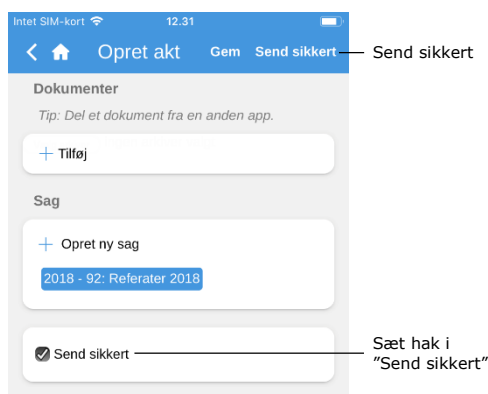 Intet SIM-kort 12.31
Opret akt Gem Send sikkert
Send sikkert
Dokumenter
Tip: Del et dokument fra en anden app.
+ Tilføj
Sag
+ Opret ny sag
2018 - 92: Referater 2018
Send sikkert
Sæt hak i
”Send sikkert”